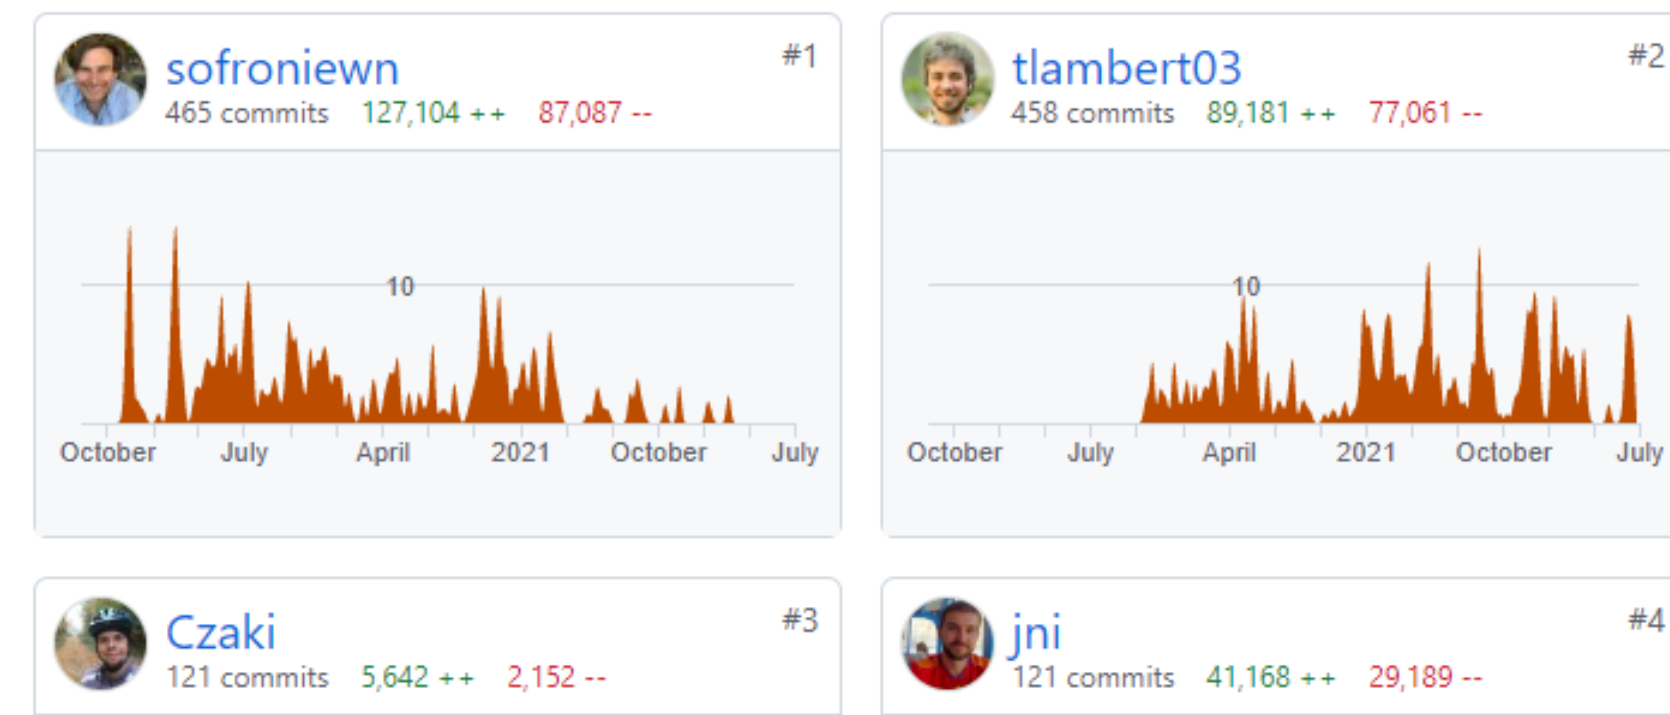 sofroniewn #1
465 commits 127,104 ++ 87,087 --
10
October July April 2021 October July
tlambert03 #2
458 commits 89,181 ++ 77,061 --
10
October July April 2021 October July
Czaki #3
121 commits 5,642 ++ 2,152 --
jni #4
121 commits 41,168 ++ 29,189 --